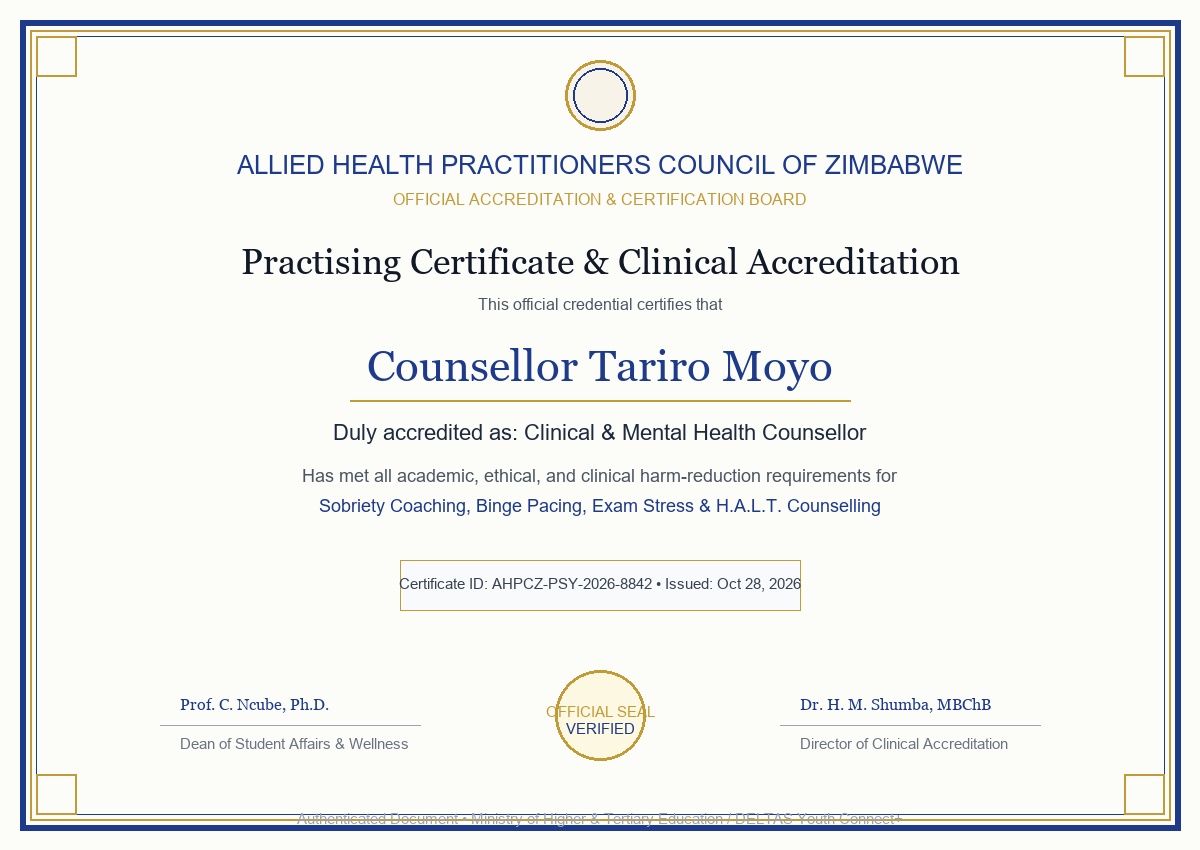 ALLIED HEALTH PRACTITIONERS COUNCIL OF ZIMBABWE
OFFICIAL ACCREDITATION & CERTIFICATION BOARD
Practising Certificate & Clinical Accreditation
This official credential certifies that
Counsellor Tariro Moyo
Duly accredited as: Clinical & Mental Health Counsellor
Has met all academic, ethical, and clinical harm-reduction requirements for
Sobriety Coaching, Binge Pacing, Exam Stress & H.A.L.T. Counselling
Certificate ID: AHPCZ-PSY-2026-8842 • Issued: Oct 28, 2026
Prof. C. Ncube, Ph.D.
Dean of Student Affairs & Wellness
OFFICIAL SEAL
VERIFIED
Dr. H. M. Shumba, MBChB
Director of Clinical Accreditation
Authenticated Document • Ministry of Higher & Tertiary Education / DELTAS Youth Connect+